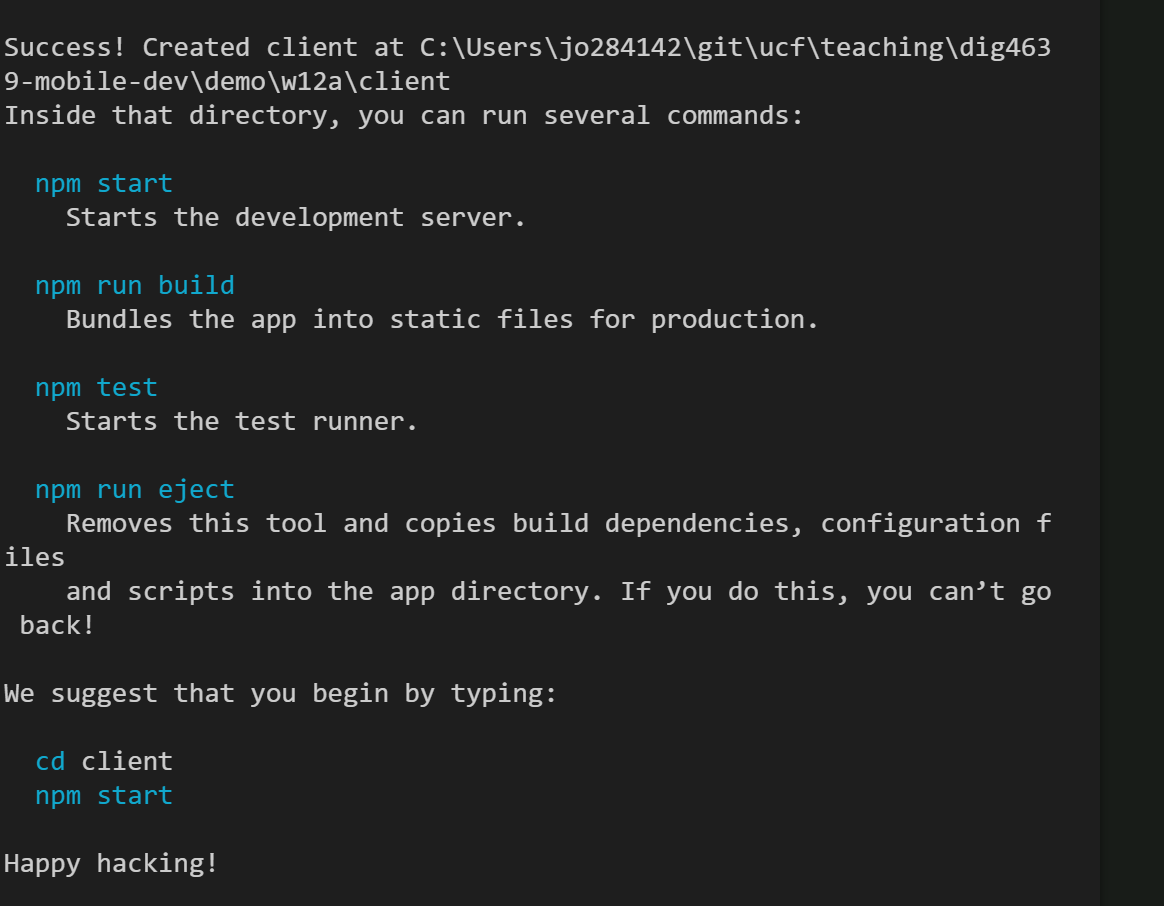 Success! Created client at C:\Users\jo284142\git\ucf\teaching\dig463
9-mobile-dev\demo\w12a\client
Inside that directory, you can run several commands:
npm start
Starts the development server.
npm run build
Bundles the app into static files for production.
npm test
Starts the test runner.
npm run eject
Removes this tool and copies build dependencies, configuration f
iles
and scripts into the app directory. If you do this, you can’t go
back!
We suggest that you begin by typing:
cd client
npm start
Happy hacking!